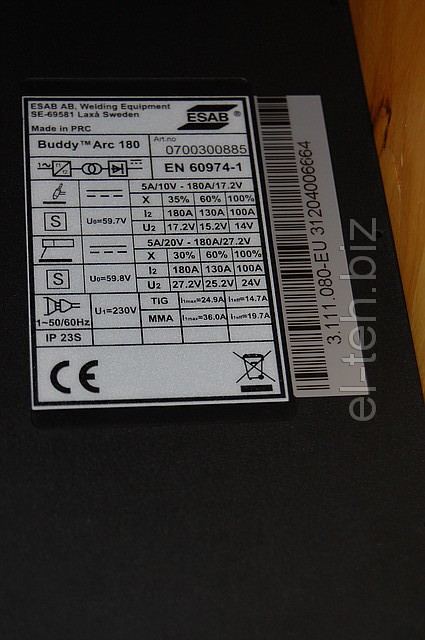 ESAB AB, Welding Equipment
SE-69581 Laxå Sweden
Made in PRC
ESAB®
Buddy™Arc 180
Art.no
0700300885
1~ f1 f2
EN 60974-1
5A/10V - 180A/17.2V
X 35% 60% 100%
S U₀=59.7V
I2 180A 130A 100A
U2 17.2V 15.2V 14V
5A/20V - 180A/27.2V
X 30% 60% 100%
S U₀=59.8V
I2 180A 130A 100A
U2 27.2V 25.2V 24V
1~50/60Hz
U1=230V
TIG I1max=24.9A I1eff=14.7A
MMA I1max=36.0A I1eff=19.7A
IP 23S
CE
3.111.080-EU 31204006664
el-teh.biz